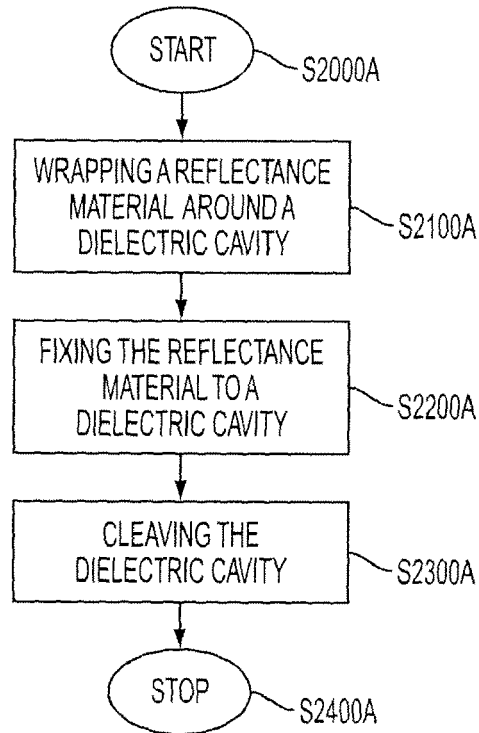 START
S2000A
WRAPPING A REFLECTANCE
MATERIAL AROUND A
DIELECTRIC CAVITY
S2100A
FIXING THE REFLECTANCE
MATERIAL TO A
DIELECTRIC CAVITY
S2200A
CLEAVING THE
DIELECTRIC CAVITY
S2300A
STOP
S2400A